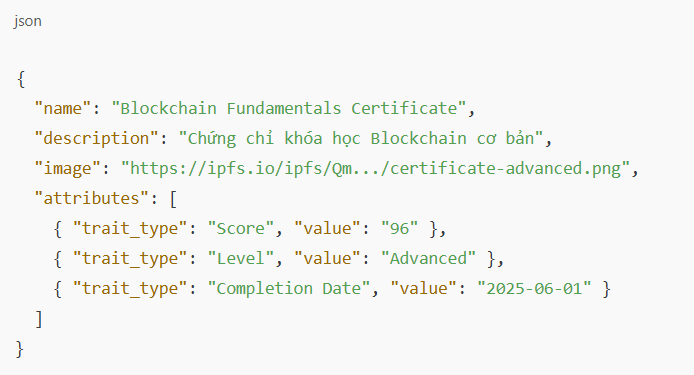 json
{
"name": "Blockchain Fundamentals Certificate",
"description": "Chứng chỉ khóa học Blockchain cơ bản",
"image": "https://ipfs.io/ipfs/Qm.../certificate-advanced.png",
"attributes": [
{ "trait_type": "Score", "value": "96" },
{ "trait_type": "Level", "value": "Advanced" },
{ "trait_type": "Completion Date", "value": "2025-06-01" }
]
}